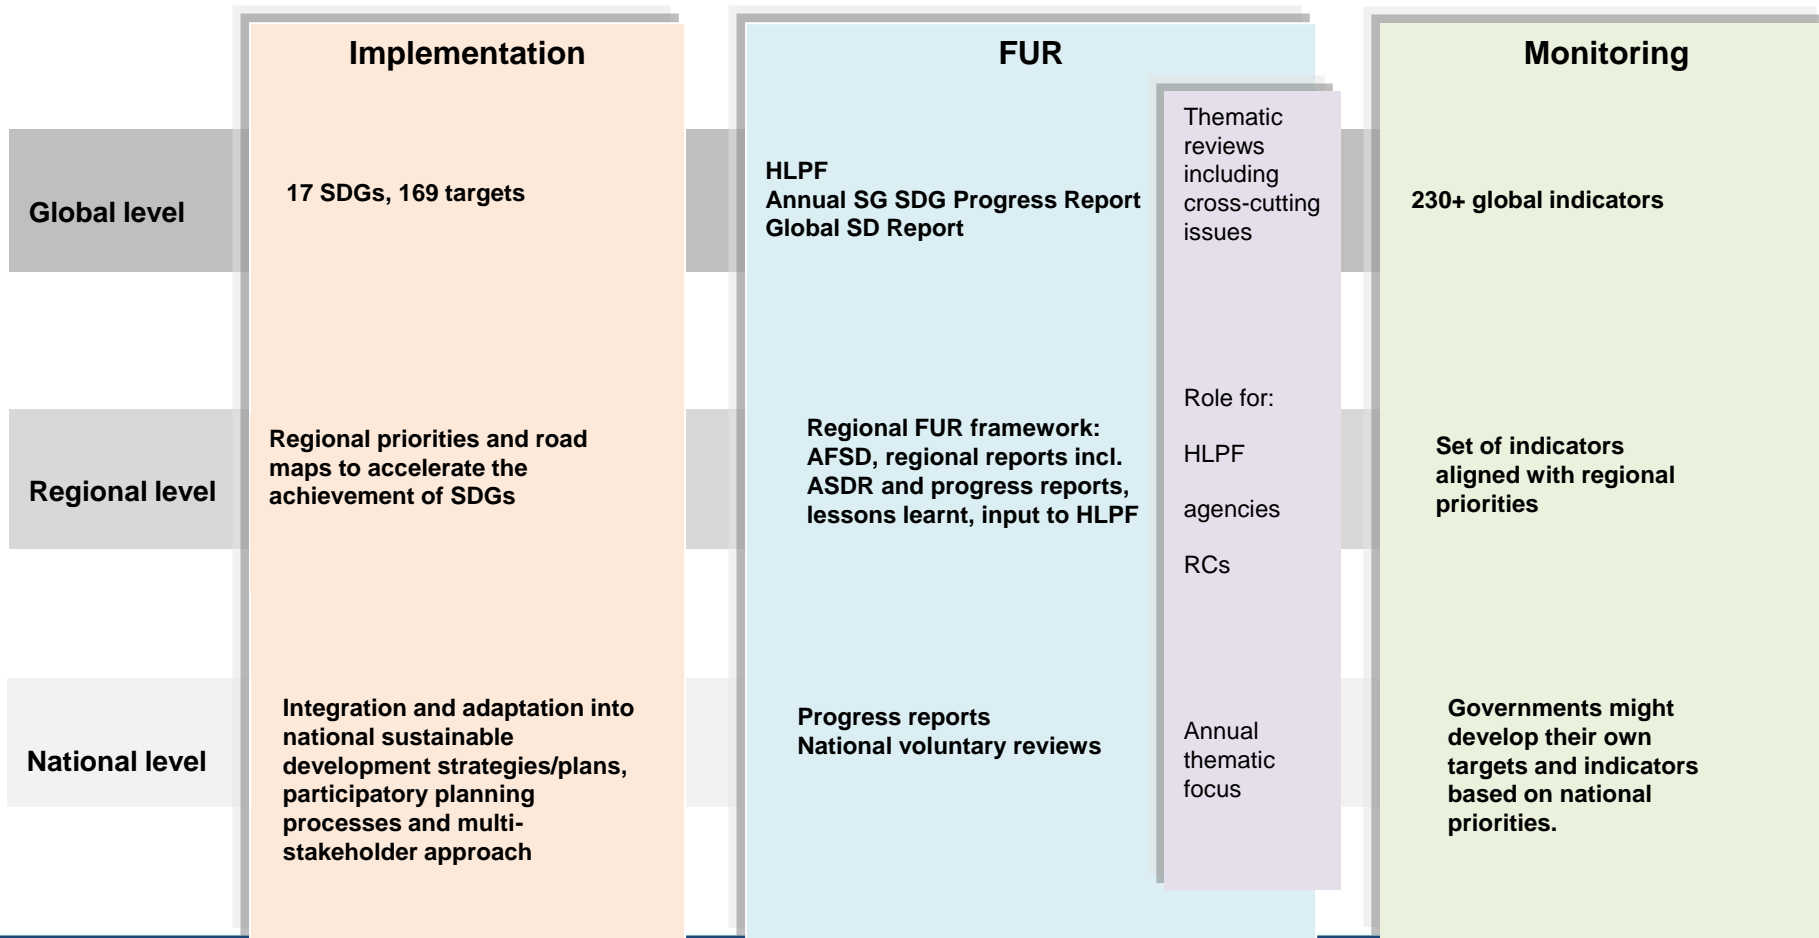 Implementation
FUR
Monitoring
Global level
17 SDGs, 169 targets
HLPF
Annual SG SDG Progress Report
Global SD Report
Thematic
reviews
including
cross-cutting
issues
230+ global indicators
Regional level
Regional priorities and road
maps to accelerate the
achievement of SDGs
Regional FUR framework:
AFSD, regional reports incl.
ASDR and progress reports,
lessons learnt, input to HLPF
Role for:
HLPF
agencies
RCs
Set of indicators
aligned with regional
priorities
National level
Integration and adaptation into
national sustainable
development strategies/plans,
participatory planning
processes and multi-
stakeholder approach
Progress reports
National voluntary reviews
Annual
thematic
focus
Governments might
develop their own
targets and indicators
based on national
priorities.